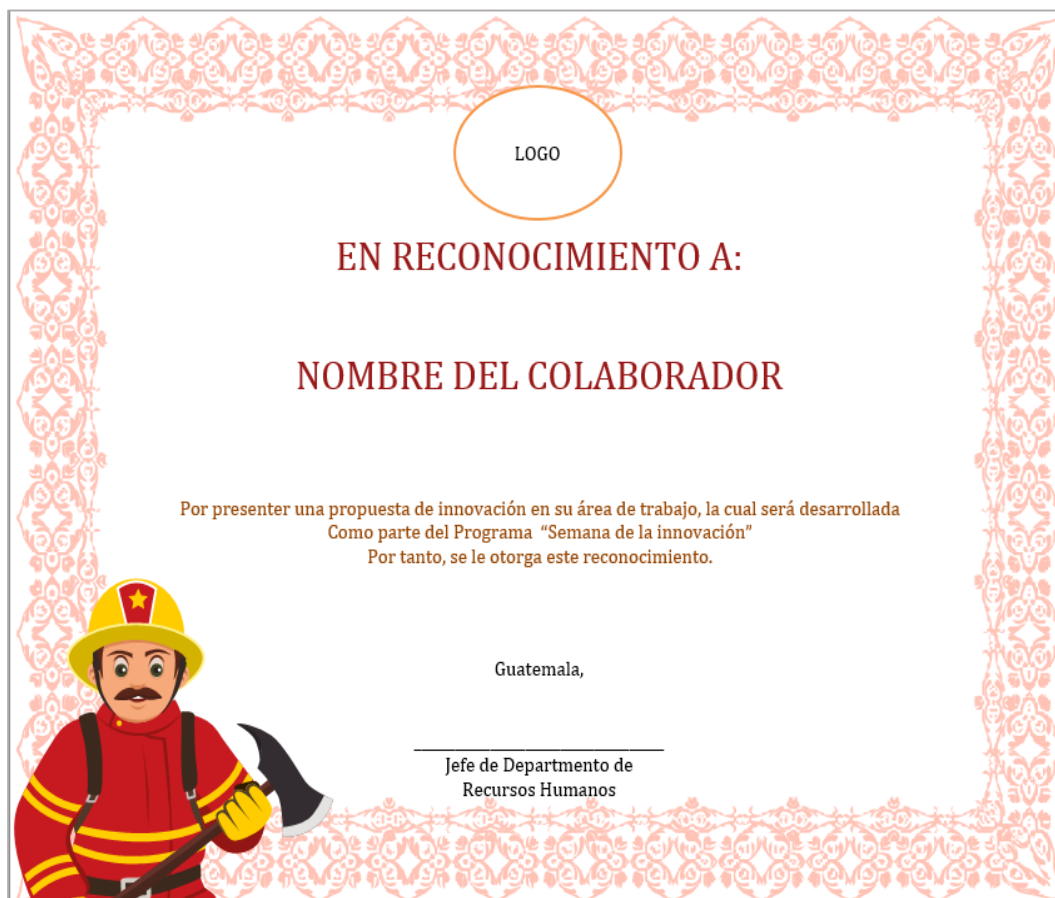 LOGO
EN RECONOCIMIENTO A:
NOMBRE DEL COLABORADOR
Por presenter una propuesta de innovación en su área de trabajo, la cual será desarrollada
Como parte del Programa “Semana de la innovación”
Por tanto, se le otorga este reconocimiento.
Guatemala,
Jefe de Departmento de
Recursos Humanos